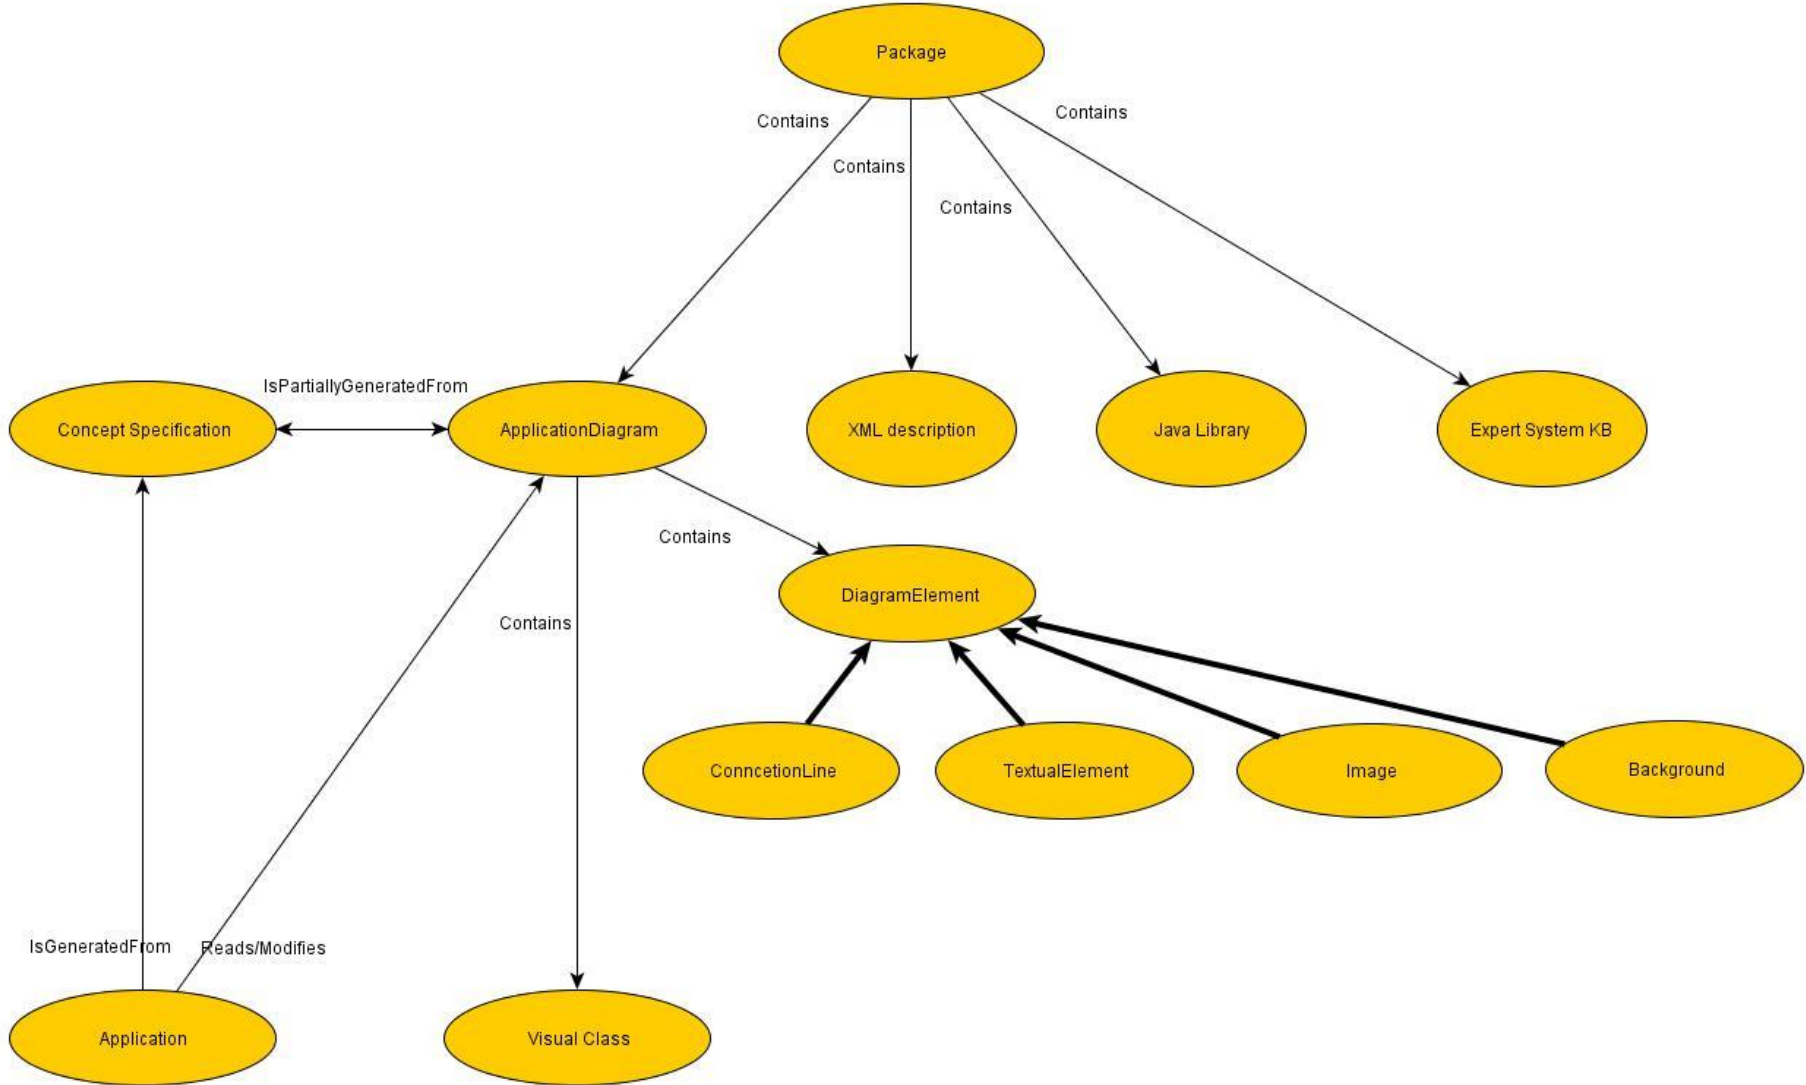 Package
Contains
Contains
Contains
Contains
IsPartiallyGeneratedFrom
Concept Specification
ApplicationDiagram
XML description
Java Library
Expert System KB
Contains
DiagramElement
Contains
ConncetionLine
TextualElement
Image
Background
IsGeneratedFrom
Reads/Modifies
Application
Visual Class